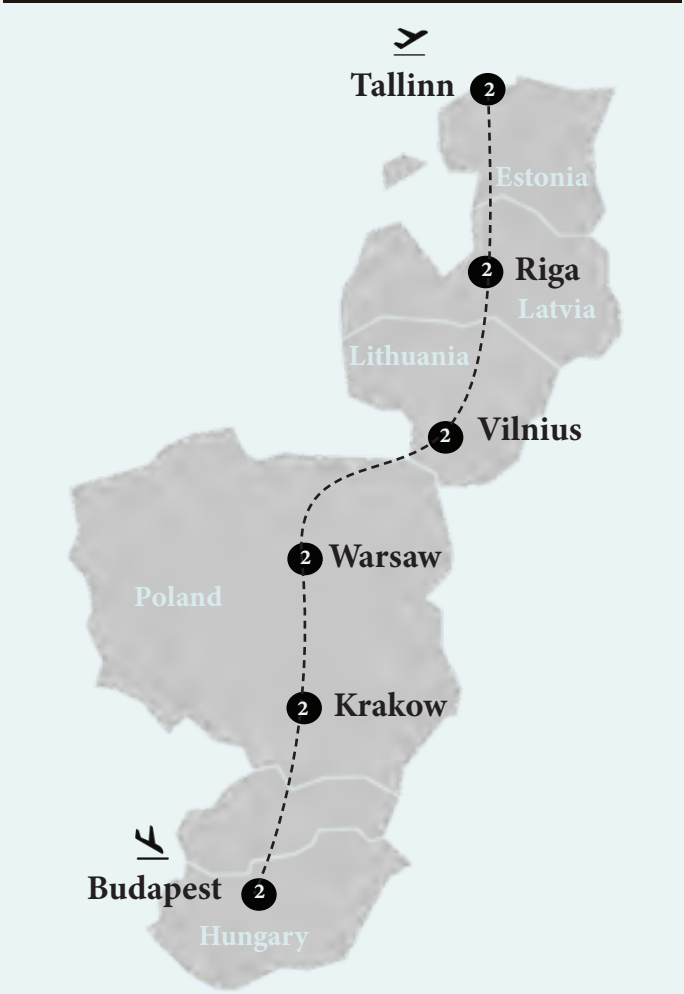 Tallinn 2
Estonia
2 Riga
Latvia
Lithuania
2 Vilnius
2 Warsaw
Poland
2 Krakow
Budapest 2
Hungary